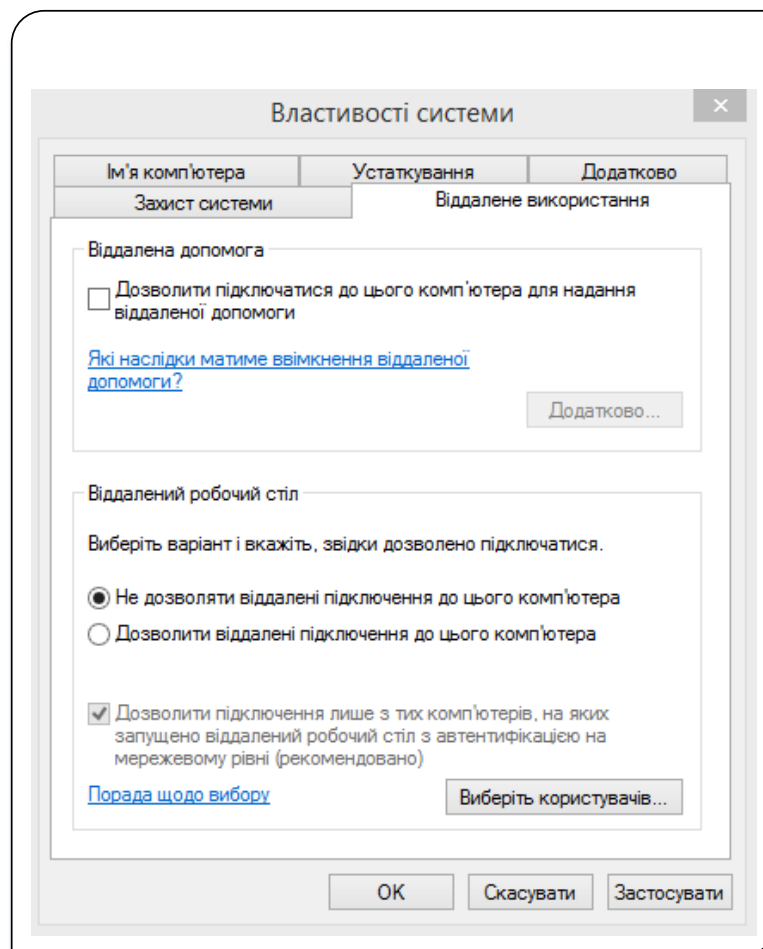 Властивості системи
Ім'я комп'ютера Устаткування Додатково
Захист системи Віддалене використання
Віддалена допомога
Дозволити підключатися до цього комп'ютера для надання
віддаленої допомоги
Які наслідки матиме ввімкнення віддаленої
допомоги?
Додатково...
Віддалений робочий стіл
Виберіть варіант і вкажіть, звідки дозволено підключатися.
Не дозволяти віддалені підключення до цього комп'ютера
Дозволити віддалені підключення до цього комп'ютера
Дозволити підключення лише з тих комп'ютерів, на яких
запущено віддалений робочий стіл з автентифікацією на
мережевому рівні (рекомендовано)
Порада щодо вибору Виберіть користувачів...
OK Скасувати Застосувати